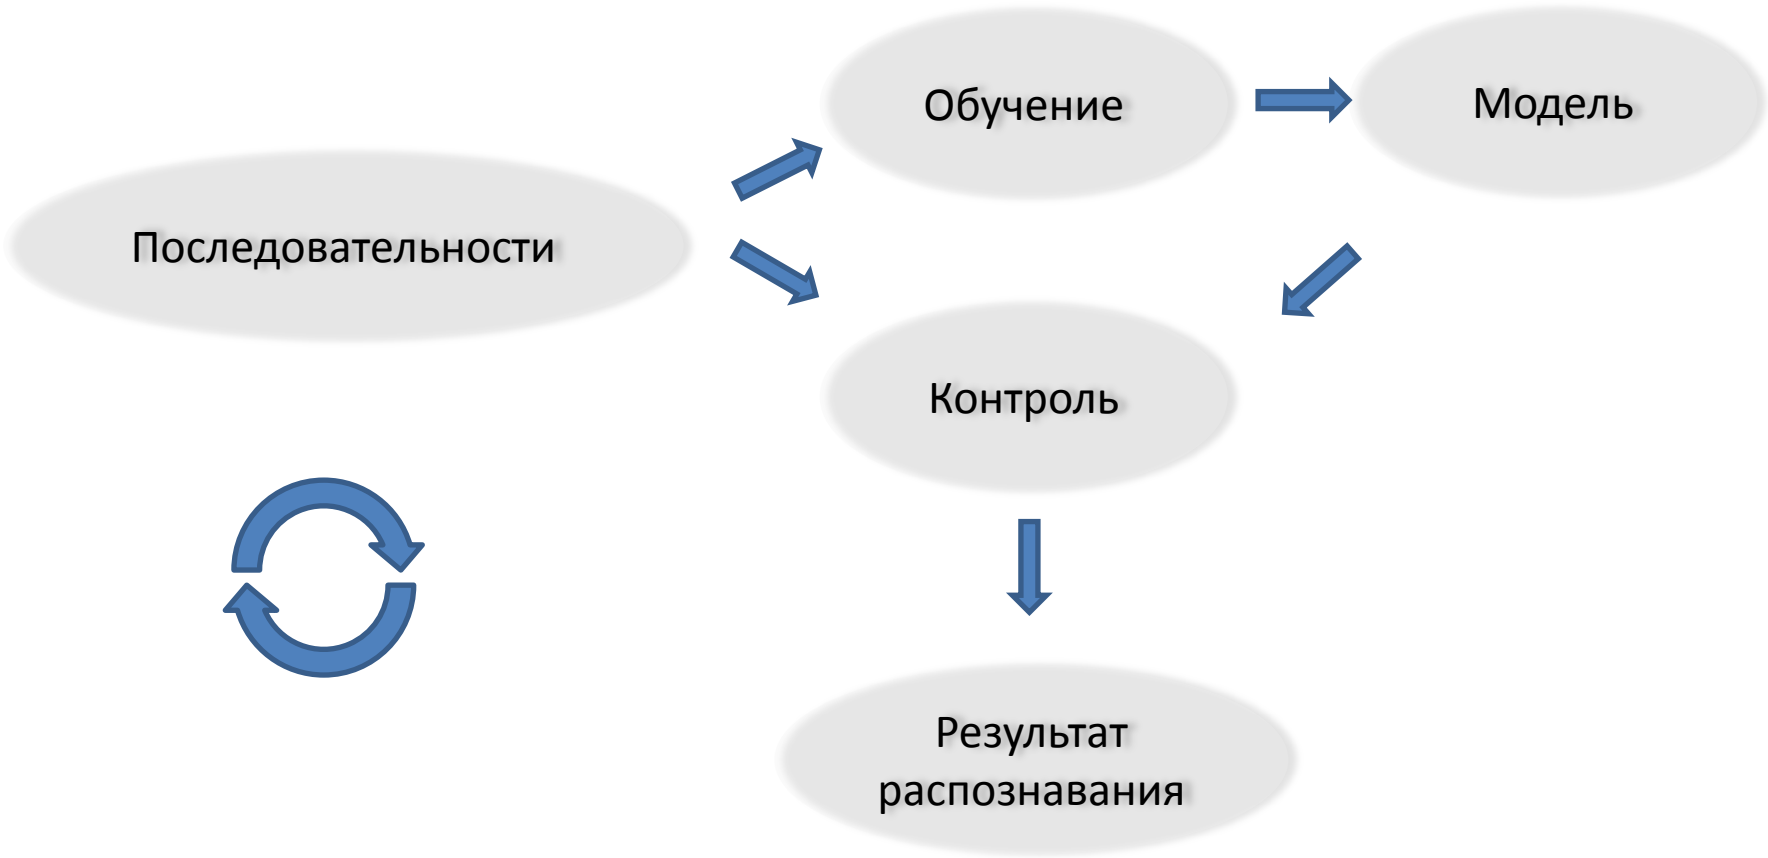 Обучение
Модель
Последовательности
Контроль
Результат
распознавания